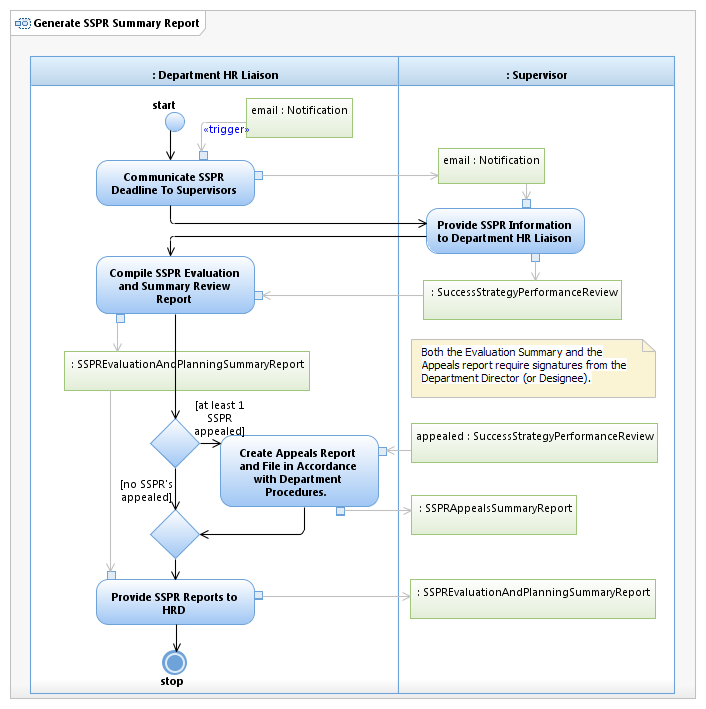 Generate SSPR Summary Report
: Department HR Liaison
: Supervisor
start
email : Notification
«trigger»
Communicate SSPR
Deadline To Supervisors
email : Notification
Provide SSPR Information
to Department HR Liaison
Compile SSPR Evaluation
and Summary Review
Report
: SuccessStrategyPerformanceReview
: SSPREvaluationAndPlanningSummaryReport
Both the Evaluation Summary and the
Appeals report require signatures from the
Department Director (or Designee).
[at least 1
SSPR
appealed]
appealed : SuccessStrategyPerformanceReview
Create Appeals Report
and File in Accordance
with Department
Procedures.
[no SSPR's
appealed]
: SSPRAppealsSummaryReport
Provide SSPR Reports to
HRD
: SSPREvaluationAndPlanningSummaryReport
stop